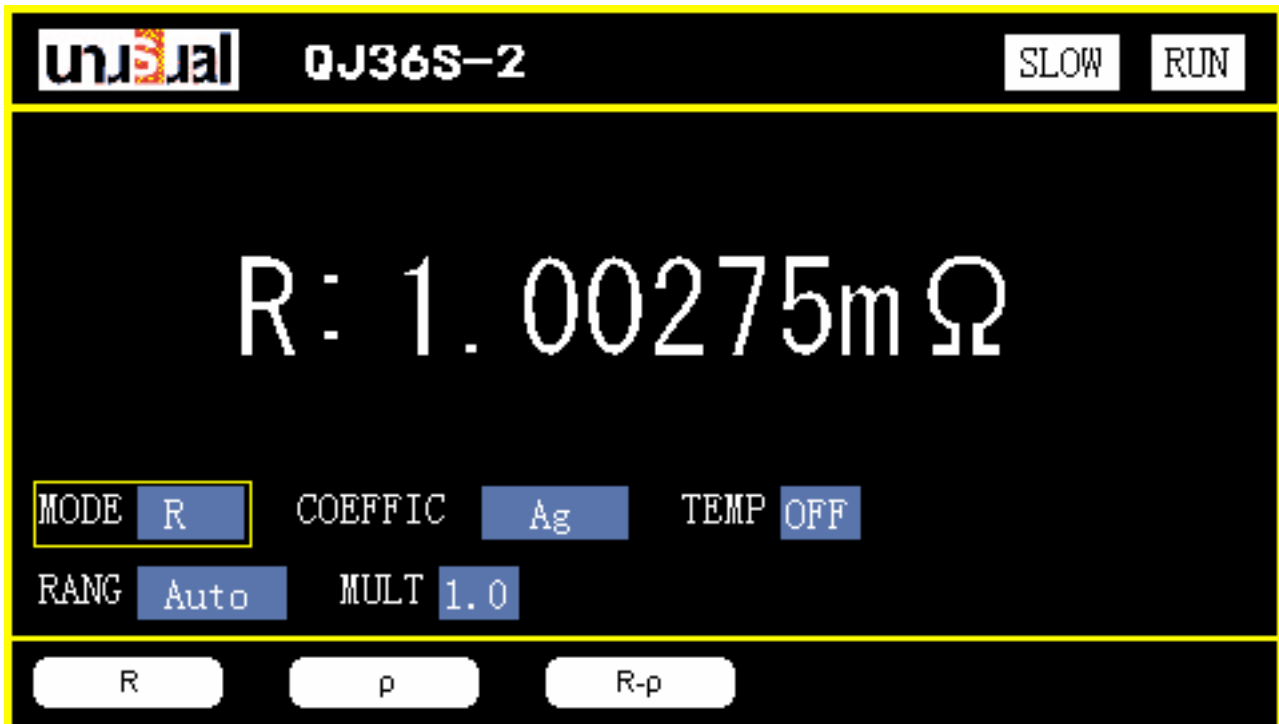 unusual QJ36S-2 SLOW RUN
R: 1.00275mΩ
MODE R COEFFIC Ag TEMP OFF
RANG Auto MULT 1.0
R ρ R-ρ